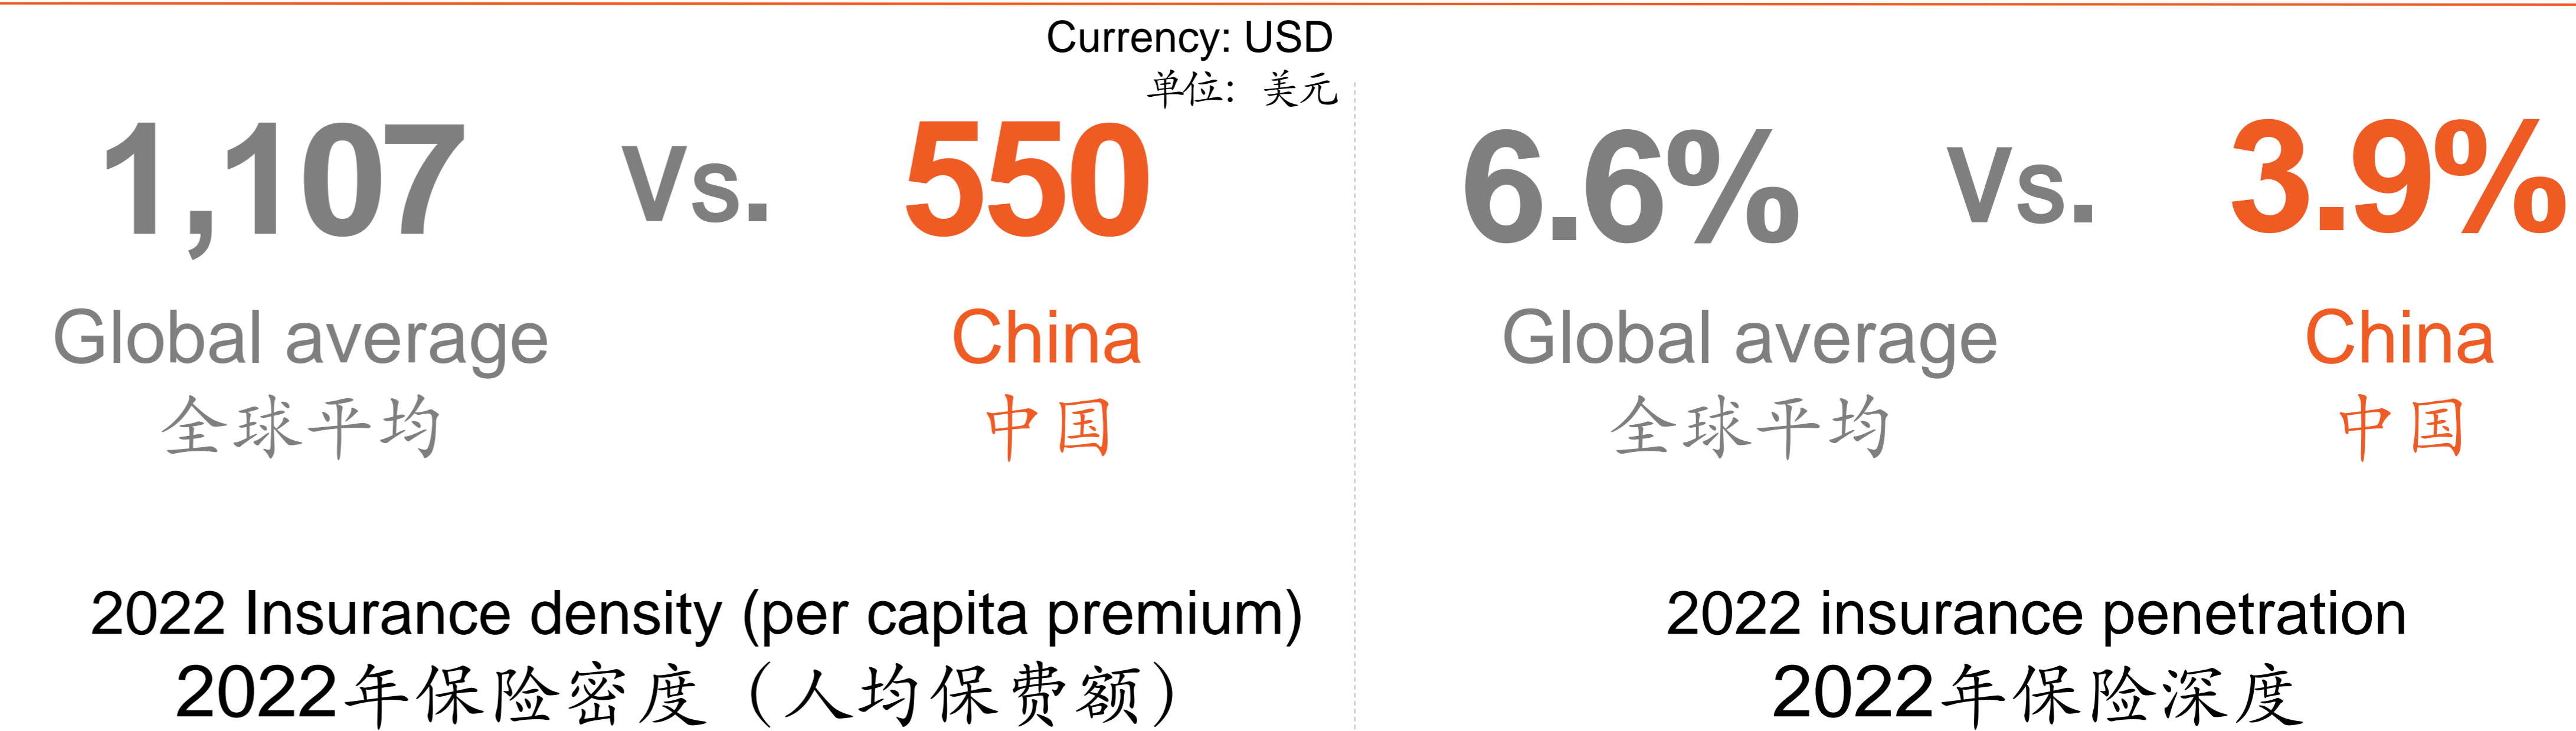 Currency: USD
单位：美元
1,107 Vs. 550
Global average China
全球平均 中国
2022 Insurance density (per capita premium)
2022年保险密度（人均保费额）
6.6% Vs. 3.9%
Global average China
全球平均 中国
2022 insurance penetration
2022年保险深度